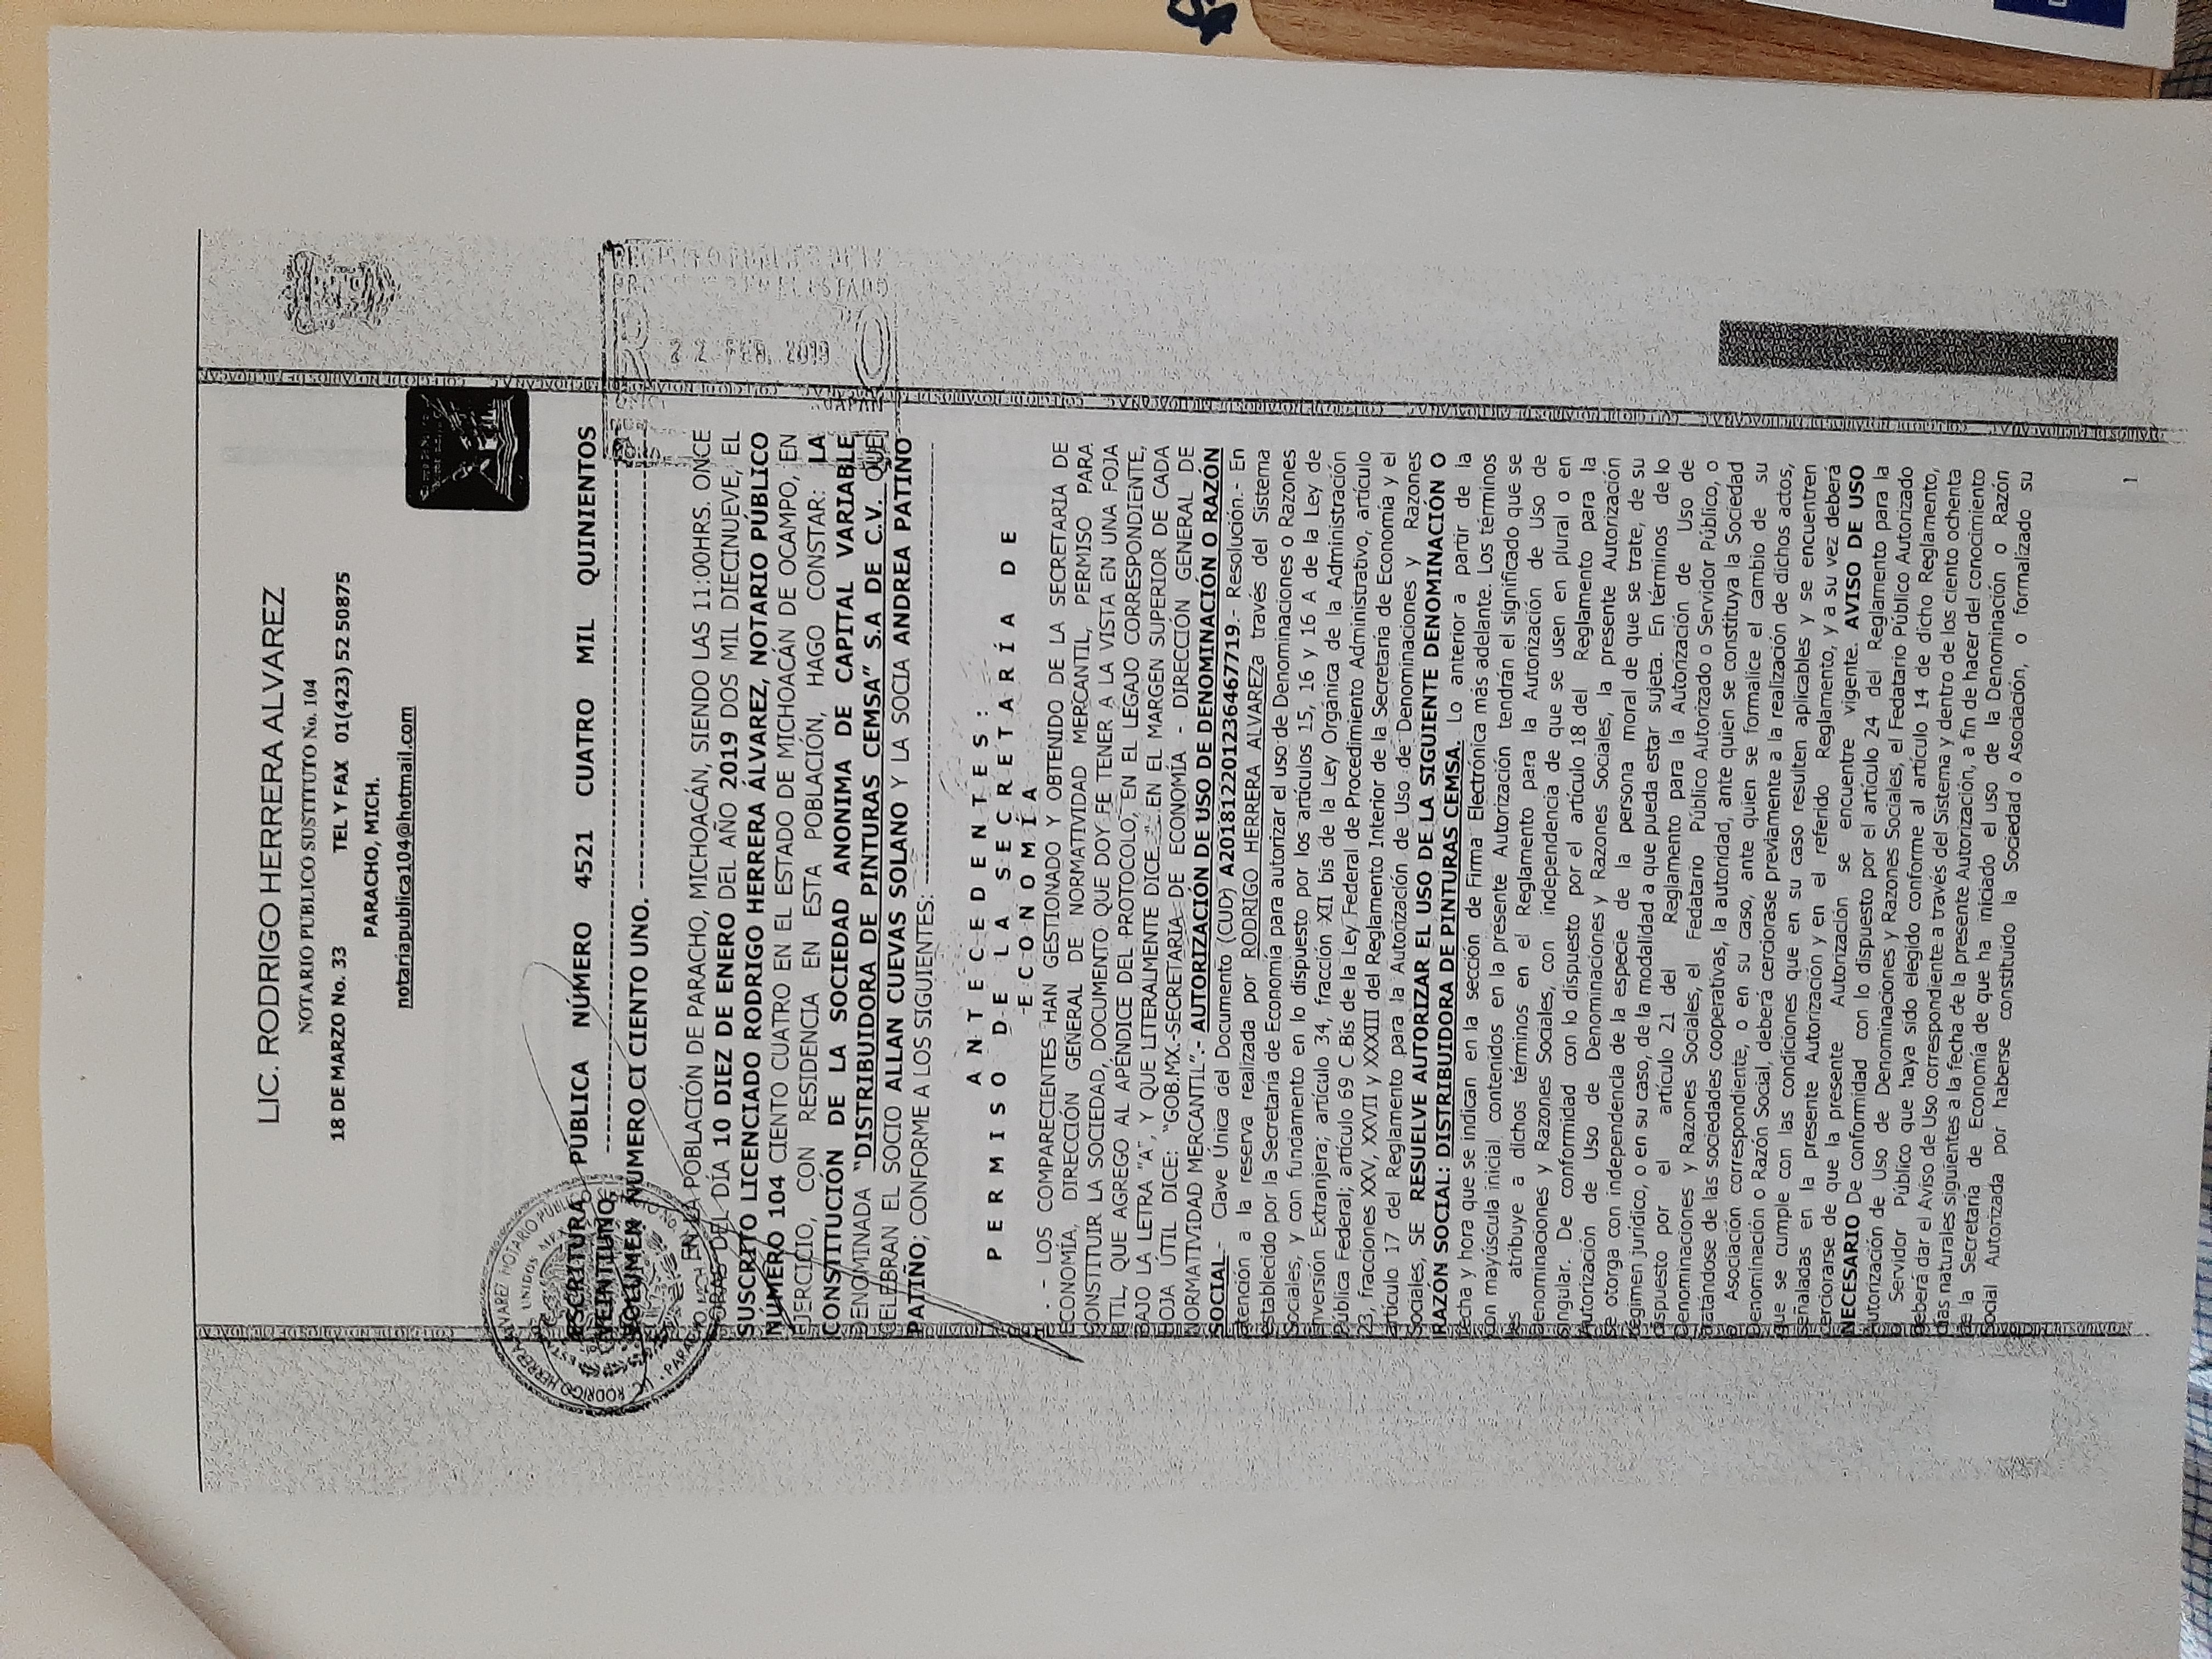 LIC. RODRIGO HERRERA ALVAREZ
NOTARIO PUBLICO SUSTITUTO No. 104
18 DE MARZO No. 33 TEL Y FAX 01(423) 52 50875
PARACHO, MICH.
notariapublica104@hotmail.com
ESCRITURA PUBLICA NÚMERO 4521 CUATRO MIL QUINIENTOS
VEINTIUNO,
VOLUMEN NÚMERO CI CIENTO UNO.
EN LA POBLACIÓN DE PARACHO, MICHOACÁN, SIENDO LAS 11:00HRS. ONCE
HORAS DEL DÍA 10 DIEZ DE ENERO DEL AÑO 2019 DOS MIL DIECINUEVE, EL
SUSCRITO LICENCIADO RODRIGO HERRERA ÁLVAREZ, NOTARIO PÚBLICO
NÚMERO 104 CIENTO CUATRO EN EL ESTADO DE MICHOACÁN DE OCAMPO, EN
EJERCICIO, CON RESIDENCIA EN ESTA POBLACIÓN, HAGO CONSTAR: LA
CONSTITUCIÓN DE LA SOCIEDAD ANONIMA DE CAPITAL VARIABLE
DENOMINADA "DISTRIBUIDORA DE PINTURAS CEMSA" S.A DE C.V. QUE
CELEBRAN EL SOCIO ALLAN CUEVAS SOLANO Y LA SOCIA ANDREA PATIÑO
PATIÑO; CONFORME A LOS SIGUIENTES:
ANTECEDENTES:
PERMISO DE LA SECRETARÍA DE
ECONOMÍA
. - LOS COMPARECIENTES HAN GESTIONADO Y OBTENIDO DE LA SECRETARIA DE
ECONOMÍA, DIRECCIÓN GENERAL DE NORMATIVIDAD MERCANTIL, PERMISO PARA
CONSTITUIR LA SOCIEDAD, DOCUMENTO QUE DOY FE TENER A LA VISTA EN UNA FOJA
ÚTIL, QUE AGREGO AL APÉNDICE DEL PROTOCOLO, EN EL LEGAJO CORRESPONDIENTE,
BAJO LA LETRA "A", Y QUE LITERALMENTE DICE EN EL MARGEN SUPERIOR DE CADA
HOJA ÚTIL DICE: "GOB.MX.-SECRETARIA DE ECONOMÍA - DIRECCIÓN GENERAL DE
NORMATIVIDAD MERCANTIL".- AUTORIZACIÓN DE USO DE DENOMINACIÓN O RAZÓN
SOCIAL.- Clave Única del Documento (CUD) A201812201236467719.- Resolución.- En
atención a la reserva realizada por RODRIGO HERRERA ALVAREZa través del Sistema
establecido por la Secretaría de Economía para autorizar el uso de Denominaciones o Razones
Sociales, y con fundamento en lo dispuesto por los artículos 15, 16 y 16 A de la Ley de
Inversión Extranjera; artículo 34, fracción XII bis de la Ley Orgánica de la Administración
Pública Federal; artículo 69 C Bis de la Ley Federal de Procedimiento Administrativo, artículo
23, fracciones XXV, XXVII y XXXIII del Reglamento Interior de la Secretaría de Economía y el
artículo 17 del Reglamento para la Autorización de Uso de Denominaciones y Razones
Sociales, SE RESUELVE AUTORIZAR EL USO DE LA SIGUIENTE DENOMINACIÓN O
RAZÓN SOCIAL: DISTRIBUIDORA DE PINTURAS CEMSA. Lo anterior a partir de la
fecha y hora que se indican en la sección de Firma Electrónica más adelante. Los términos
con mayúscula inicial contenidos en la presente Autorización tendrán el significado que se
les atribuye a dichos términos en el Reglamento para la Autorización de Uso de
Denominaciones y Razones Sociales, con independencia de que se usen en plural o en
singular. De conformidad con lo dispuesto por el artículo 18 del Reglamento para la
Autorización de Uso de Denominaciones y Razones Sociales, la presente Autorización
se otorga con independencia de la especie de la persona moral de que se trate, de su
régimen jurídico, o en su caso, de la modalidad a que pueda estar sujeta. En términos de lo
dispuesto por el artículo 21 del Reglamento para la Autorización de Uso de
Denominaciones y Razones Sociales, el Fedatario Público Autorizado o Servidor Público, o
tratándose de las sociedades cooperativas, la autoridad, ante quien se constituya la Sociedad
o Asociación correspondiente, o en su caso, ante quien se formalice el cambio de su
Denominación o Razón Social, deberá cerciorase previamente a la realización de dichos actos,
que se cumple con las condiciones que en su caso resulten aplicables y se encuentren
señaladas en la presente Autorización y en el referido Reglamento, y a su vez deberá
cerciorarse de que la presente Autorización se encuentre vigente. AVISO DE USO
NECESARIO De conformidad con lo dispuesto por el artículo 24 del Reglamento para la
Autorización de Uso de Denominaciones y Razones Sociales, el Fedatario Público Autorizado
o Servidor Público que haya sido elegido conforme al artículo 14 de dicho Reglamento,
deberá dar el Aviso de Uso correspondiente a través del Sistema y dentro de los ciento ochenta
días naturales siguientes a la fecha de la presente Autorización, a fin de hacer del conocimiento
de la Secretaría de Economía de que ha iniciado el uso de la Denominación o Razón
Social Autorizada por haberse constituido la Sociedad o Asociación, o formalizado su
1